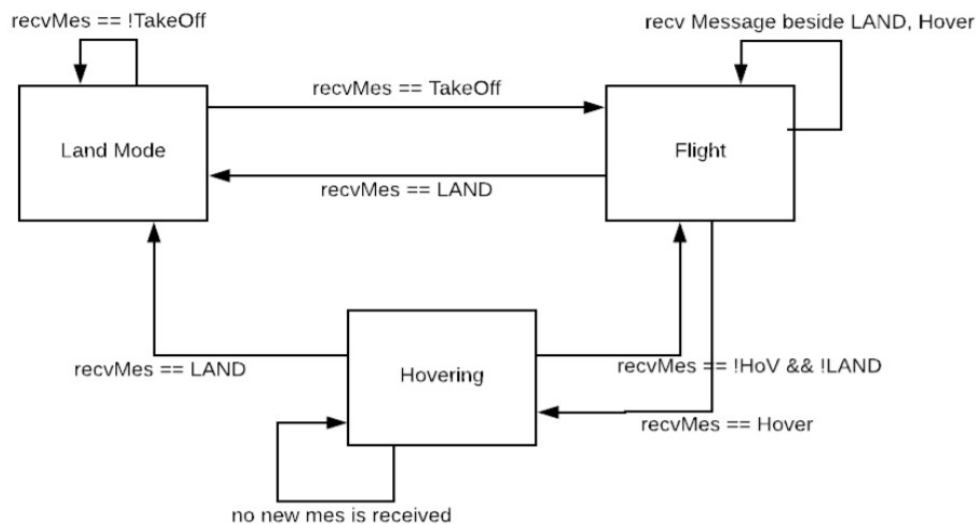 recvMes == !TakeOff
recv Message beside LAND, Hover
recvMes == TakeOff
Land Mode
Flight
recvMes == LAND
recvMes == LAND
Hovering
recvMes == !HoV && !LAND
recvMes == Hover
no new mes is received